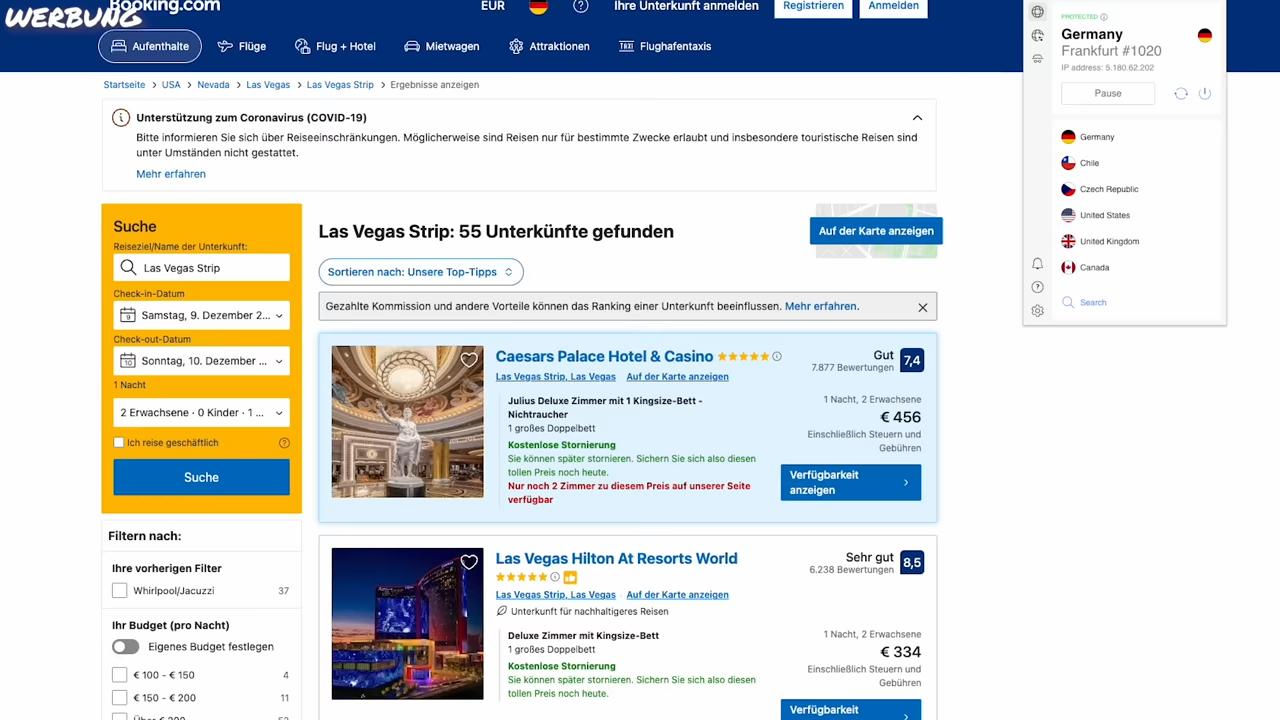 WERBUNG
Booking.com
EUR
Ihre Unterkunft anmelden
Registrieren
Anmelden
Aufenthalte
Flüge
Flug + Hotel
Mietwagen
Attraktionen
Flughafentaxis
Startseite > USA > Nevada > Las Vegas > Las Vegas Strip > Ergebnisse anzeigen
Unterstützung zum Coronavirus (COVID-19)
Bitte informieren Sie sich über Reiseeinschränkungen. Möglicherweise sind Reisen nur für bestimmte Zwecke erlaubt und insbesondere touristische Reisen sind
unter Umständen nicht gestattet.
Mehr erfahren
Suche
Reiseziel/Name der Unterkunft:
Las Vegas Strip
Check-in-Datum
Samstag, 9. Dezember 2...
Check-out-Datum
Sonntag, 10. Dezember ...
1 Nacht
2 Erwachsene · 0 Kinder · 1 ...
Ich reise geschäftlich
Suche
Filtern nach:
Ihre vorherigen Filter
Whirlpool/Jacuzzi 37
Ihr Budget (pro Nacht)
Eigenes Budget festlegen
€ 100 - € 150 4
€ 150 - € 200 11
Las Vegas Strip: 55 Unterkünfte gefunden
Auf der Karte anzeigen
Sortieren nach: Unsere Top-Tipps
Gezahlte Kommission und andere Vorteile können das Ranking einer Unterkunft beeinflussen. Mehr erfahren.
Caesars Palace Hotel & Casino
Las Vegas Strip, Las Vegas Auf der Karte anzeigen
Julius Deluxe Zimmer mit 1 Kingsize-Bett -
Nichtraucher
1 großes Doppelbett
Kostenlose Stornierung
Sie können später stornieren. Sichern Sie sich also diesen
tollen Preis noch heute.
Nur noch 2 Zimmer zu diesem Preis auf unserer Seite
verfügbar
Gut 7,4
7.877 Bewertungen
1 Nacht, 2 Erwachsene
€ 456
Einschließlich Steuern und
Gebühren
Verfügbarkeit
anzeigen
Las Vegas Hilton At Resorts World
Las Vegas Strip, Las Vegas Auf der Karte anzeigen
Unterkunft für nachhaltigeres Reisen
Deluxe Zimmer mit Kingsize-Bett
1 großes Doppelbett
Kostenlose Stornierung
Sie können später stornieren. Sichern Sie sich also diesen
tollen Preis noch heute.
Sehr gut 8,5
6.238 Bewertungen
1 Nacht, 2 Erwachsene
€ 334
Einschließlich Steuern und
Gebühren
Verfügbarkeit
PROTECTED
Germany
Frankfurt #1020
IP address: 5.180.62.202
Pause
Germany
Chile
Czech Republic
United States
United Kingdom
Canada
Search